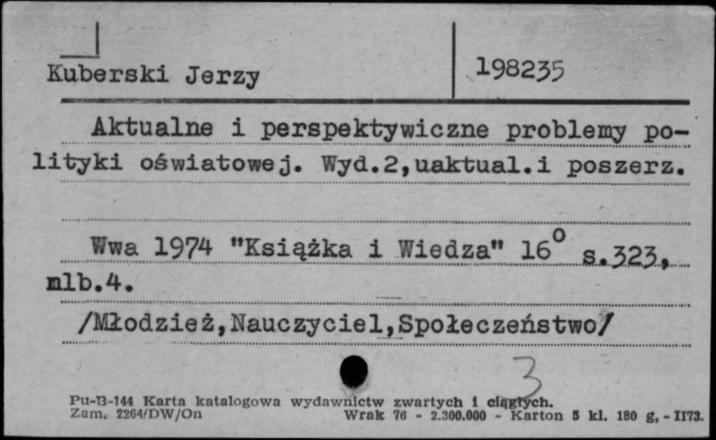 Kuberski Jerzy 198235
Aktualne i perspektywiczne problemy po-
lityki oświatowej. Wyd.2,uaktual.i poszerz.
Wwa 1974 "Książka i Wiedza" 16° s.323,
nlb.4.
/Młodzież,Nauczyciel,Społeczeństwo/
3
Pu-B-144 Karta katalogowa wydawnictw zwartych i ciągłych.
Zam. 2264/DW/On Wrak 76 - 2.300.000 - Karton 5 kl. 180 g. - II73.